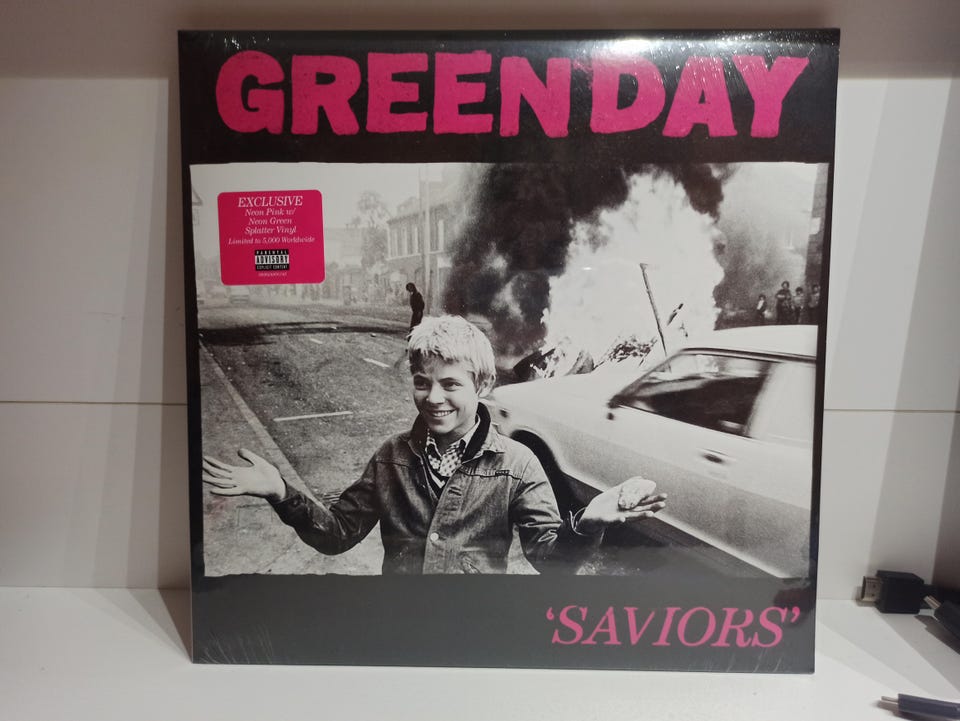 GREEN DAY
EXCLUSIVE
Neon Pink w/
Neon Green
Splatter Vinyl
Limited to 5,000 Worldwide
PARENTAL
ADVISORY
EXPLICIT CONTENT
'SAVIORS'